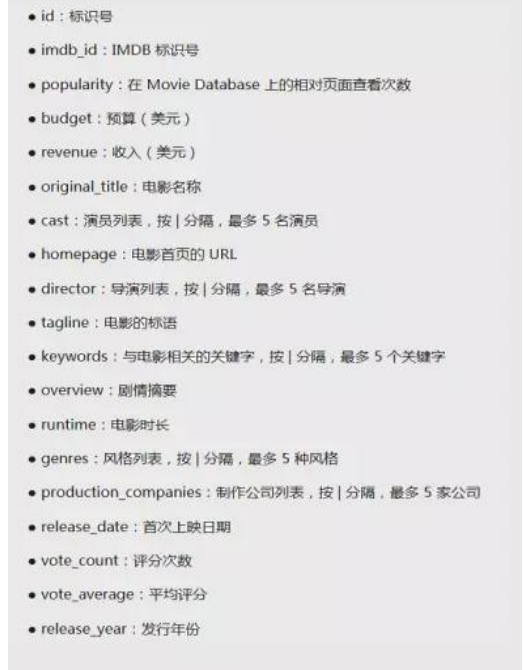 • id：标识号
• imdb_id：IMDB 标识号
• popularity：在 Movie Database 上的相对页面查看次数
• budget：预算（美元）
• revenue：收入（美元）
• original_title：电影名称
• cast：演员列表，按 | 分隔，最多 5 名演员
• homepage：电影首页的 URL
• director：导演列表，按 | 分隔，最多 5 名导演
• tagline：电影的标语
• keywords：与电影相关的关键字，按 | 分隔，最多 5 个关键字
• overview：剧情摘要
• runtime：电影时长
• genres：风格列表，按 | 分隔，最多 5 种风格
• production_companies：制作公司列表，按 | 分隔，最多 5 家公司
• release_date：首次上映日期
• vote_count：评分次数
• vote_average：平均评分
• release_year：发行年份